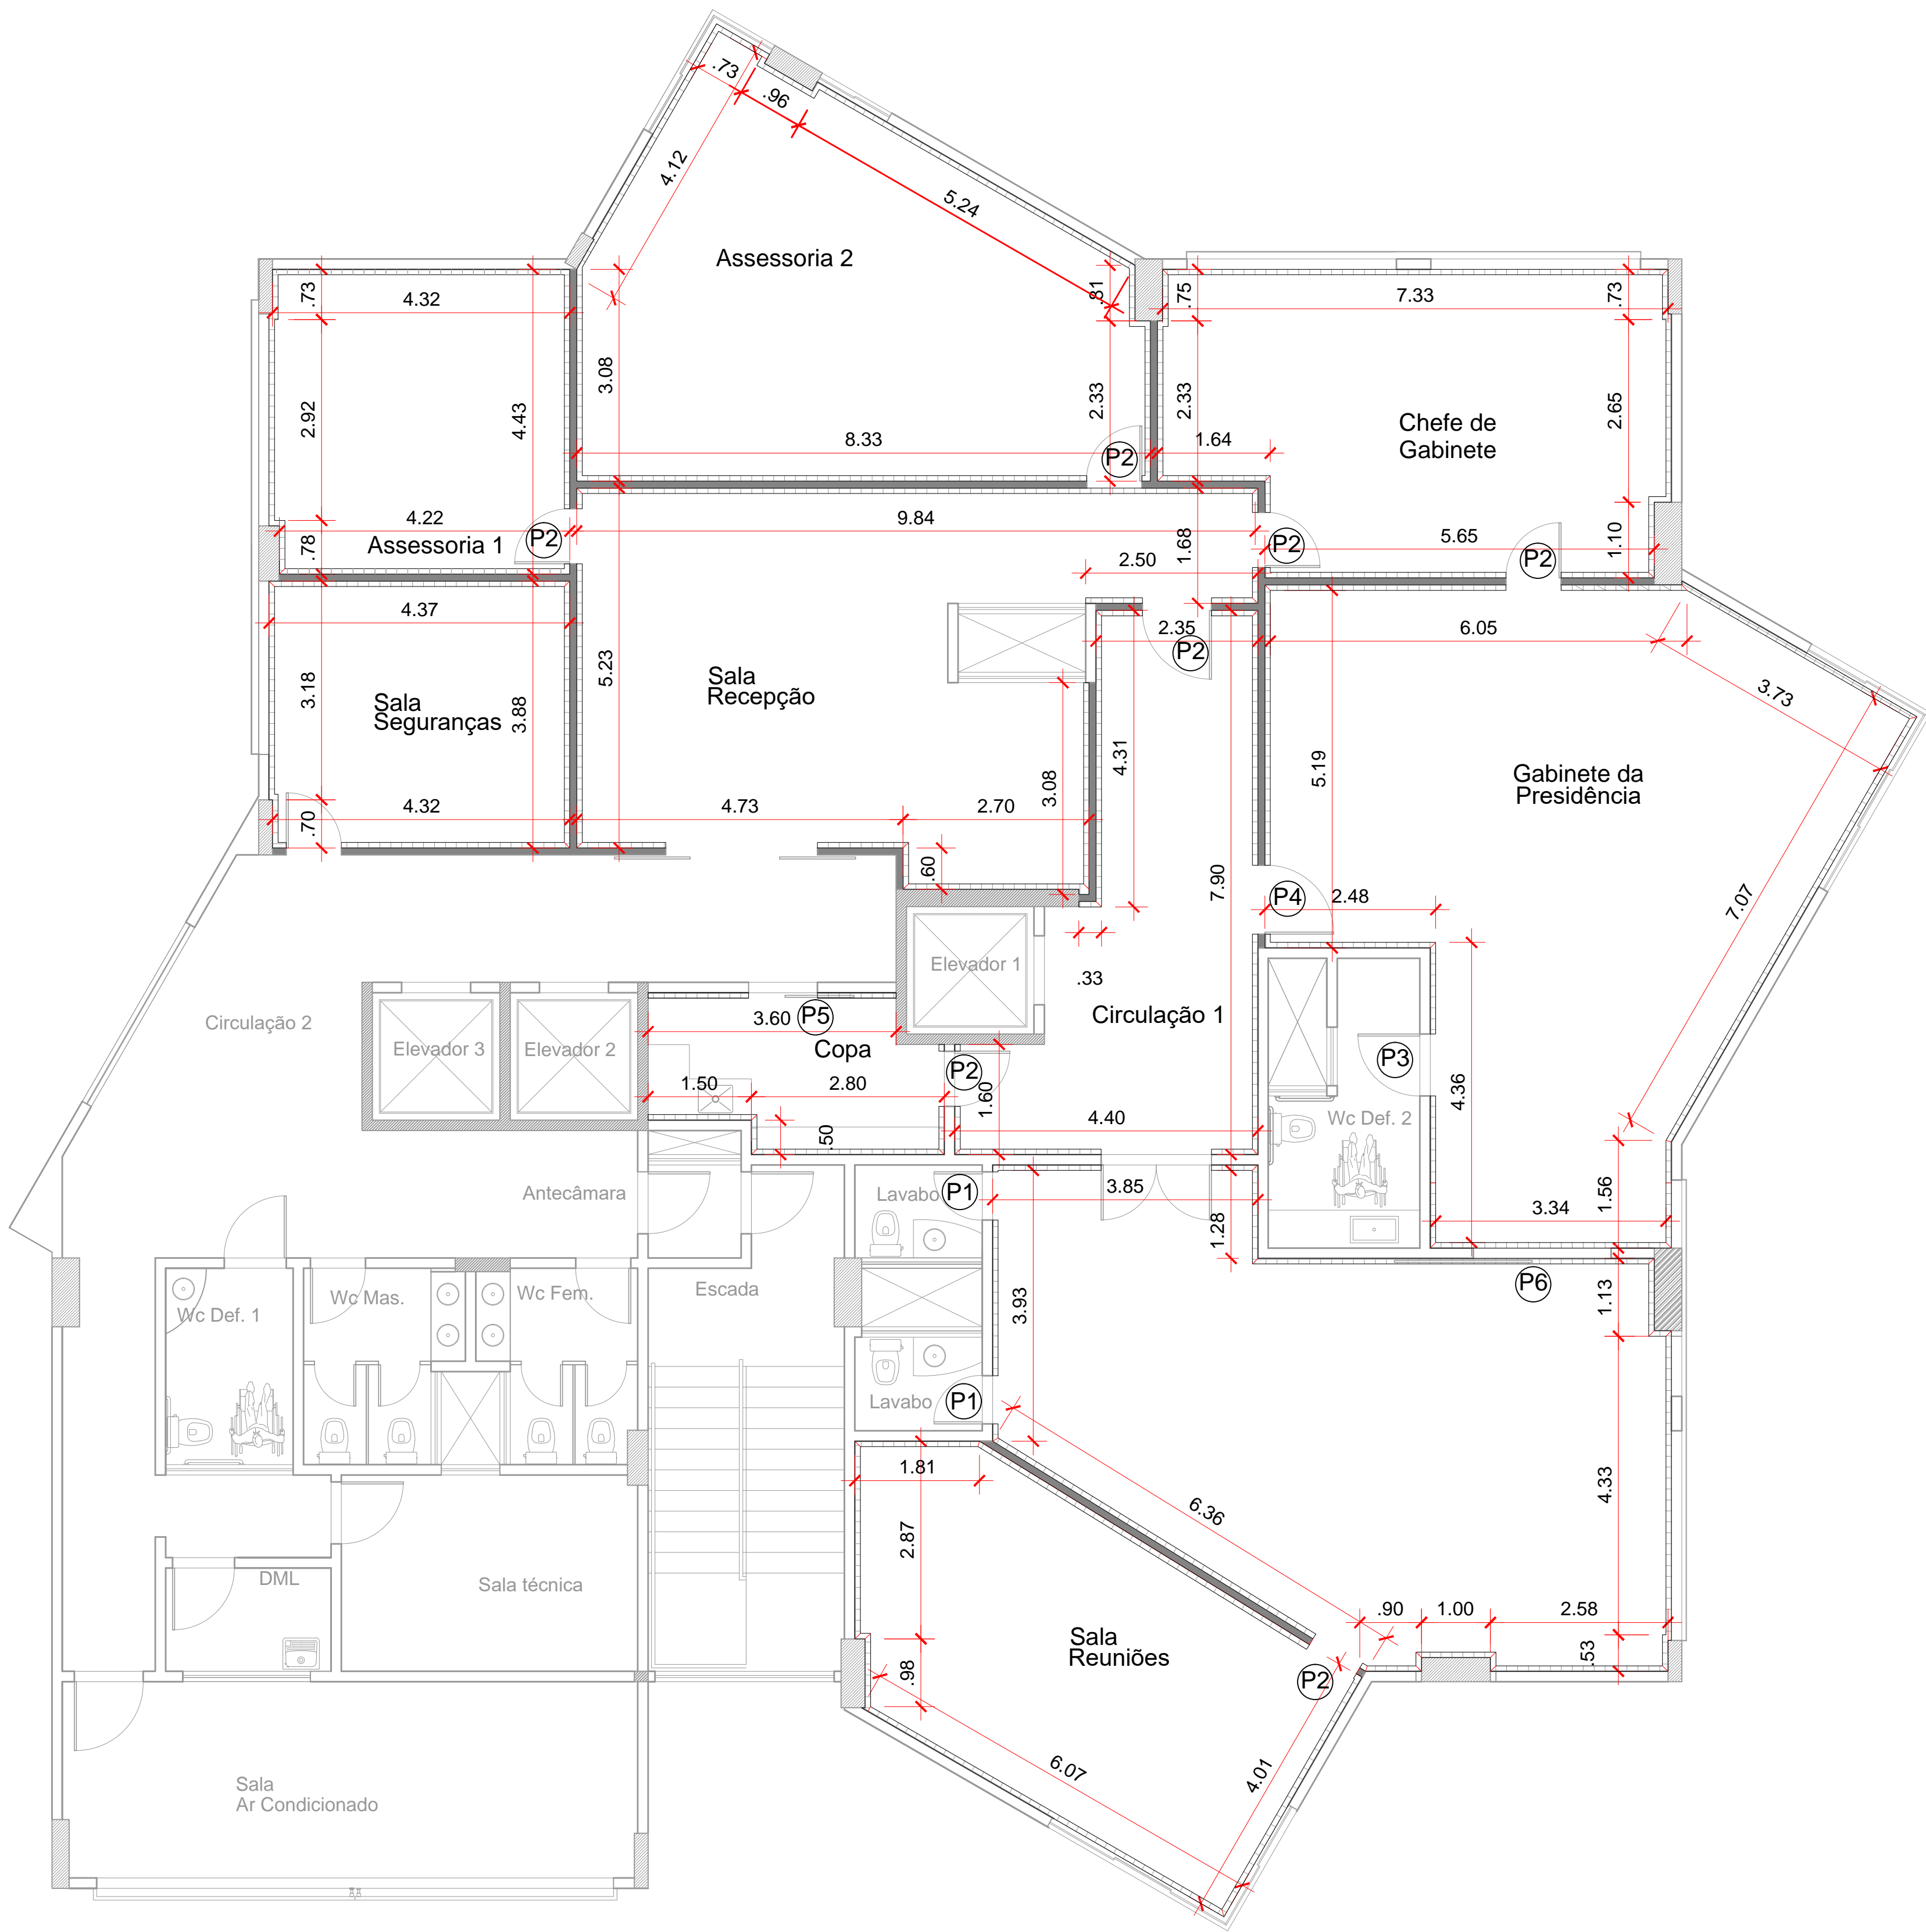 .73
.96
4.12
5.24
Assessoria 2
.73
4.32
.81
.75
7.33
.73
3.08
2.92
4.43
2.33
2.33
2.65
Chefe de
Gabinete
8.33
1.64
P2
4.22
9.84
.78
Assessoria 1
P2
1.68
P2
5.65
1.10
P2
2.50
4.37
2.35
P2
6.05
5.23
3.18
Sala
Seguranças
3.88
Sala
Recepção
3.73
4.31
5.19
Gabinete da
Presidência
3.08
4.32
.70
4.73
2.70
.60
7.90
P4
2.48
7.07
Elevador 1
.33
Circulação 2
Circulação 1
3.60
P5
Elevador 3
Elevador 2
Copa
P2
P3
1.50
2.80
1.60
4.36
4.40
Wc Def. 2
.50
Antecâmara
Lavabo
P1
3.85
1.28
3.34
1.56
Wc Def. 1
Wc Mas.
Wc Fem.
Escada
3.93
P6
1.13
Lavabo
P1
1.81
4.33
6.36
2.87
DML
Sala técnica
.90
1.00
2.58
Sala
Reuniões
.53
.98
P2
6.07
4.01
Sala
Ar Condicionado